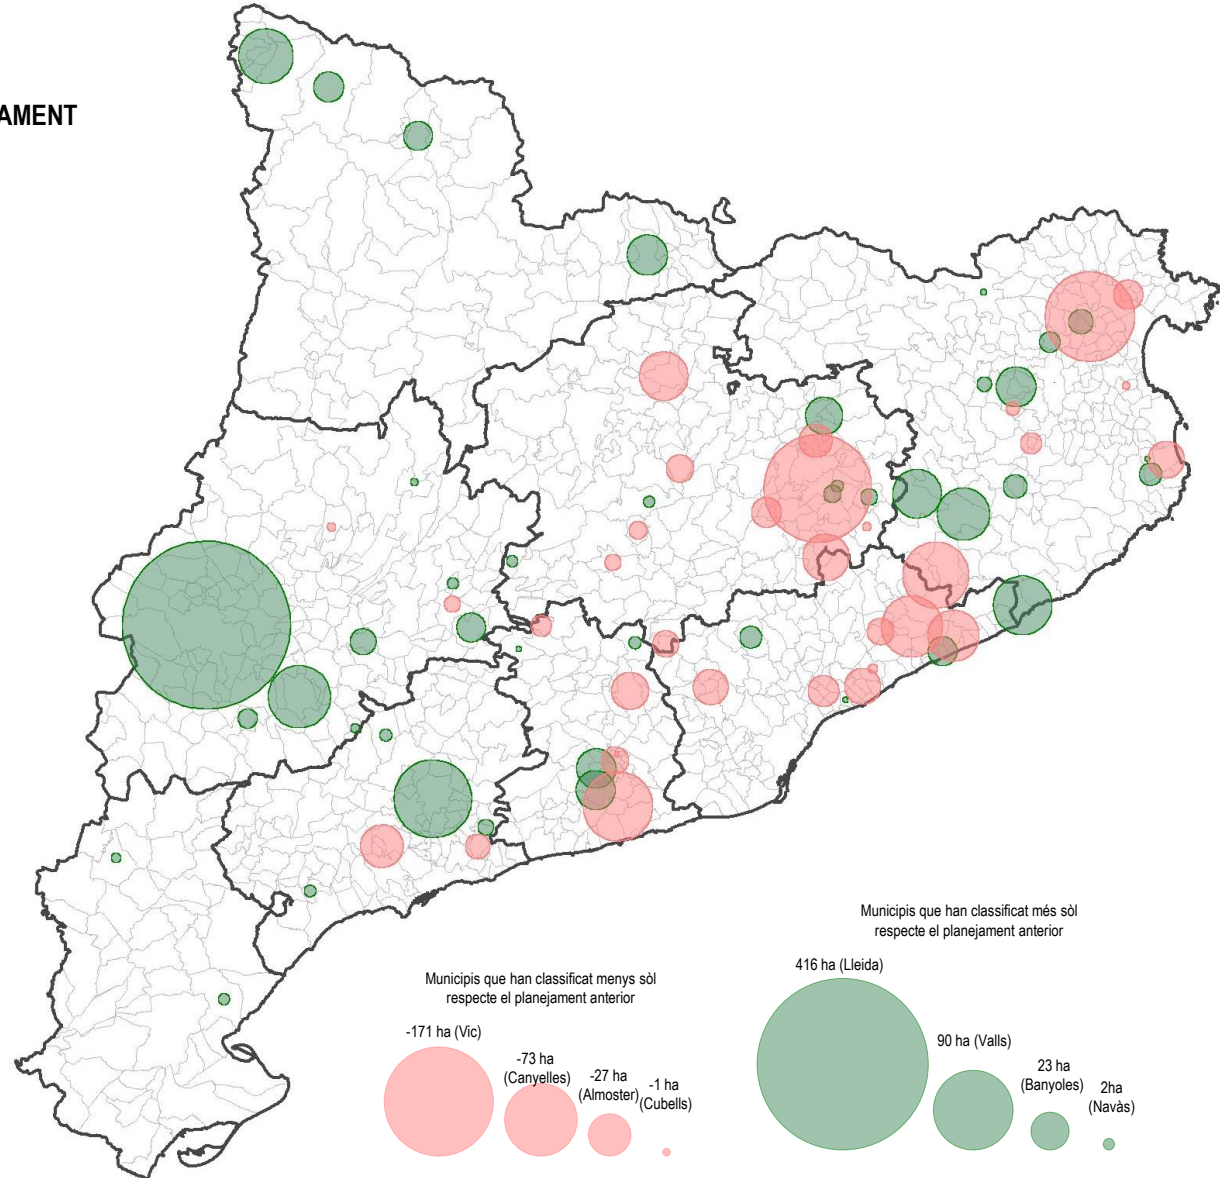 AMENT
Municipis que han classificat més sòl
respecte el planejament anterior
416 ha (Lleida)
90 ha (Valls)
23 ha
(Banyoles)
2ha
(Navàs)
Municipis que han classificat menys sòl
respecte el planejament anterior
-171 ha (Vic)
-73 ha
(Canyelles)
-27 ha
(Almoster)
-1 ha
(Cubells)